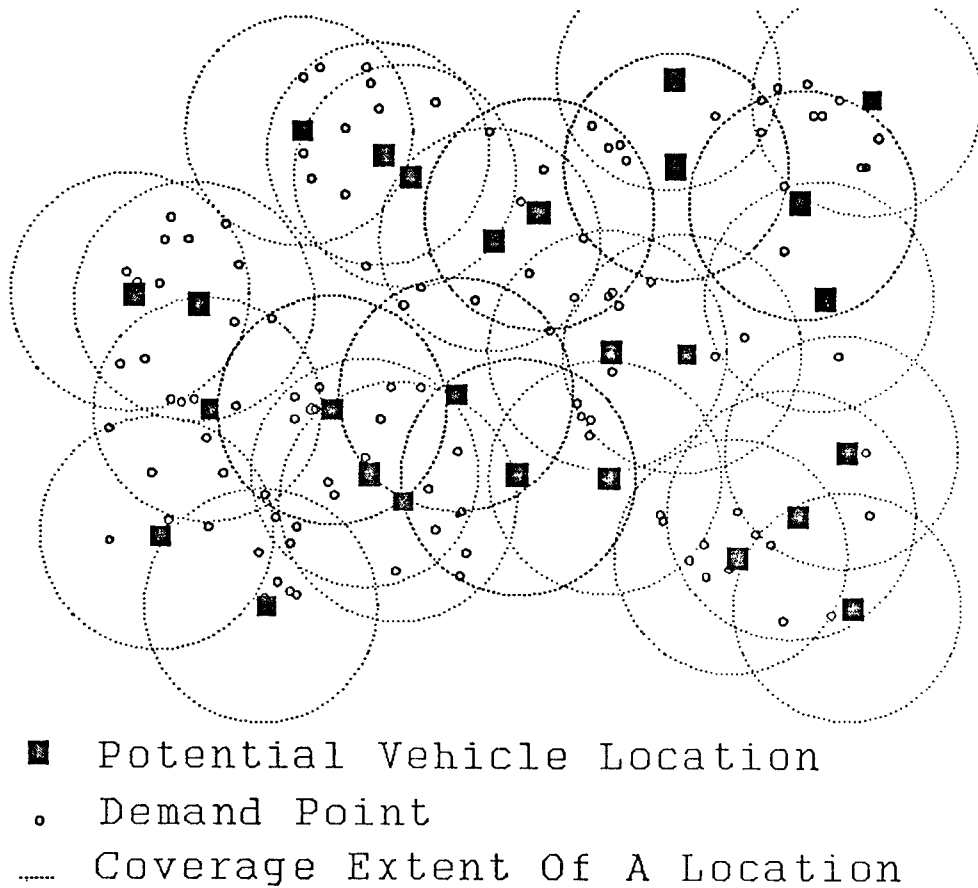 Potential Vehicle Location
Demand Point
Coverage Extent Of A Location